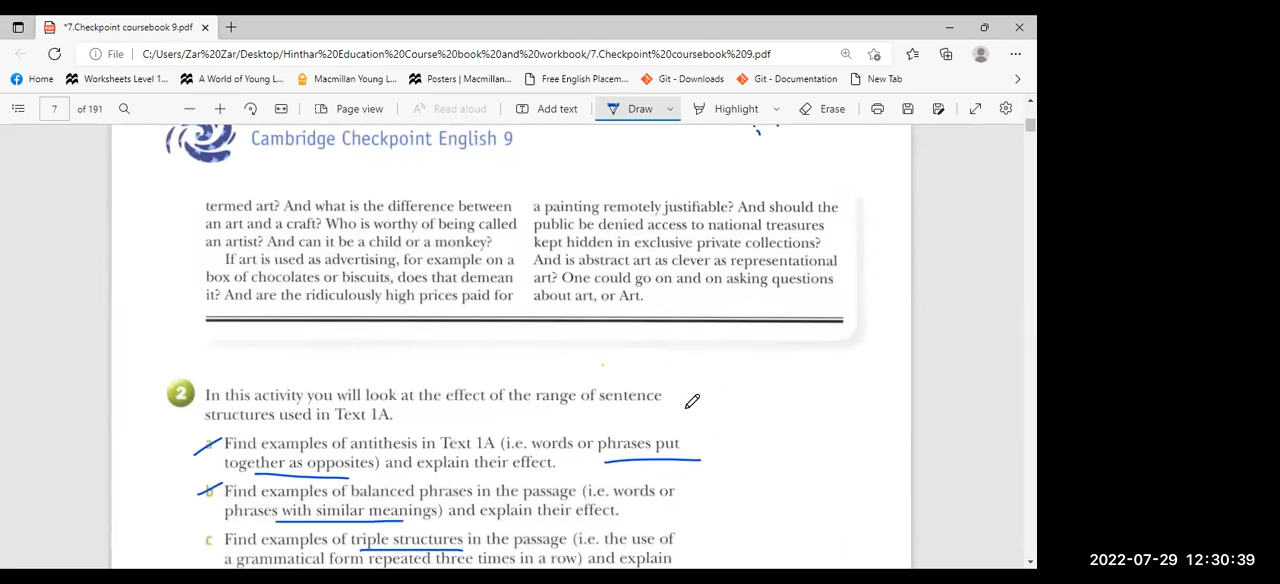 *7.Checkpoint coursebook 9.pdf
File C:/Users/Zar%20Zar/Desktop/Hinthar%20Education%20Course%20book%20and%20workbook/7.Checkpoint%20coursebook%209.pdf
Home Worksheets Level 1... A World of Young L... Macmillan Young L... Posters | Macmillan... Free English Placem... Git - Downloads Git - Documentation New Tab
7 of 191 Page view Read aloud Add text Draw Highlight Erase
Cambridge Checkpoint English 9
termed art? And what is the difference between
an art and a craft? Who is worthy of being called
an artist? And can it be a child or a monkey?
If art is used as advertising, for example on a
box of chocolates or biscuits, does that demean
it? And are the ridiculously high prices paid for
a painting remotely justifiable? And should the
public be denied access to national treasures
kept hidden in exclusive private collections?
And is abstract art as clever as representational
art? One could go on and on asking questions
about art, or Art.
2 In this activity you will look at the effect of the range of sentence
structures used in Text 1A.
a Find examples of antithesis in Text 1A (i.e. words or phrases put
together as opposites) and explain their effect.
b Find examples of balanced phrases in the passage (i.e. words or
phrases with similar meanings) and explain their effect.
c Find examples of triple structures in the passage (i.e. the use of
a grammatical form repeated three times in a row) and explain
2022-07-29 12:30:39